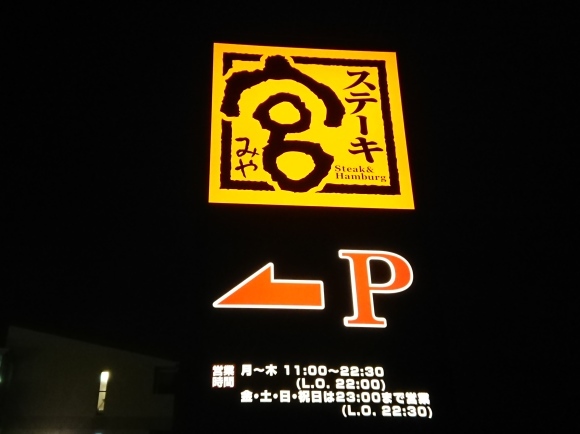 ステーキ
宮
みや
Steak&
Hamburg
P
営業時間
月～木 11:00～22:30
(L.O. 22:00)
金・土・日・祝日は23:00まで営業
(L.O. 22:30)